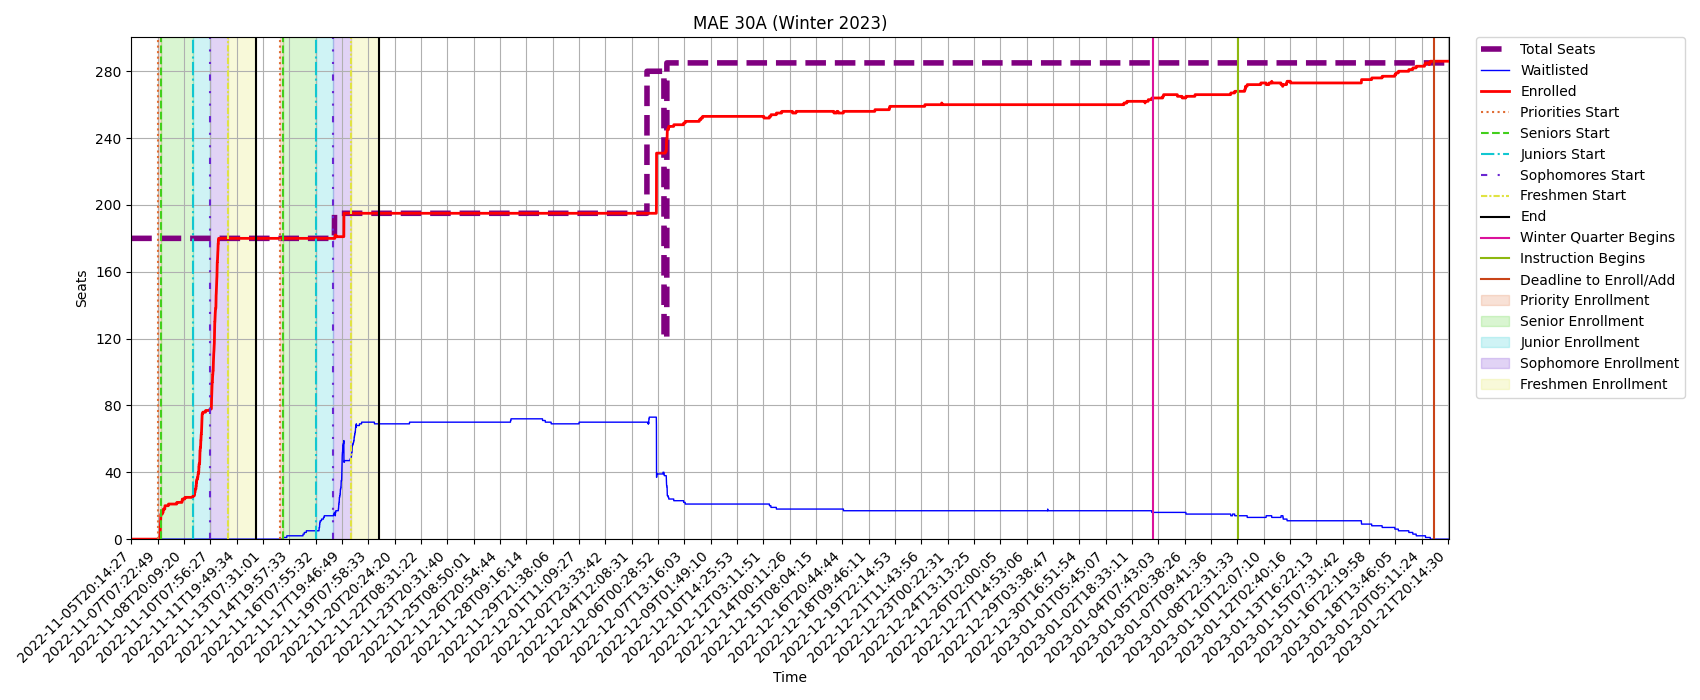 MAE 30A (Winter 2023)
Seats
280
240
200
160
120
80
40
0
2022-11-05T20:14:27
2022-11-07T07:22:49
2022-11-08T20:09:20
2022-11-10T07:56:27
2022-11-11T19:49:34
2022-11-13T07:31:01
2022-11-14T19:57:33
2022-11-16T07:55:32
2022-11-17T19:46:49
2022-11-19T07:58:33
2022-11-20T20:24:20
2022-11-22T08:31:22
2022-11-23T20:31:40
2022-11-25T08:50:01
2022-11-26T20:54:44
2022-11-28T09:16:14
2022-11-29T21:38:06
2022-12-01T11:09:27
2022-12-02T23:33:42
2022-12-04T12:08:31
2022-12-06T00:28:52
2022-12-07T13:16:03
2022-12-09T01:49:10
2022-12-10T14:25:53
2022-12-12T03:11:51
2022-12-14T00:11:26
2022-12-15T08:04:15
2022-12-16T20:44:44
2022-12-18T09:46:11
2022-12-19T22:14:53
2022-12-21T11:43:56
2022-12-23T00:22:31
2022-12-24T13:13:25
2022-12-26T02:00:05
2022-12-27T14:53:06
2022-12-29T03:38:47
2022-12-30T16:51:54
2023-01-01T05:45:07
2023-01-02T18:33:11
2023-01-04T07:43:03
2023-01-05T20:38:26
2023-01-07T09:41:36
2023-01-08T22:31:33
2023-01-10T12:07:10
2023-01-12T02:40:16
2023-01-13T16:22:13
2023-01-15T07:31:42
2023-01-16T22:19:58
2023-01-18T13:46:05
2023-01-20T05:11:24
2023-01-21T20:14:30
Time
Total Seats
Waitlisted
Enrolled
Priorities Start
Seniors Start
Juniors Start
Sophomores Start
Freshmen Start
End
Winter Quarter Begins
Instruction Begins
Deadline to Enroll/Add
Priority Enrollment
Senior Enrollment
Junior Enrollment
Sophomore Enrollment
Freshmen Enrollment